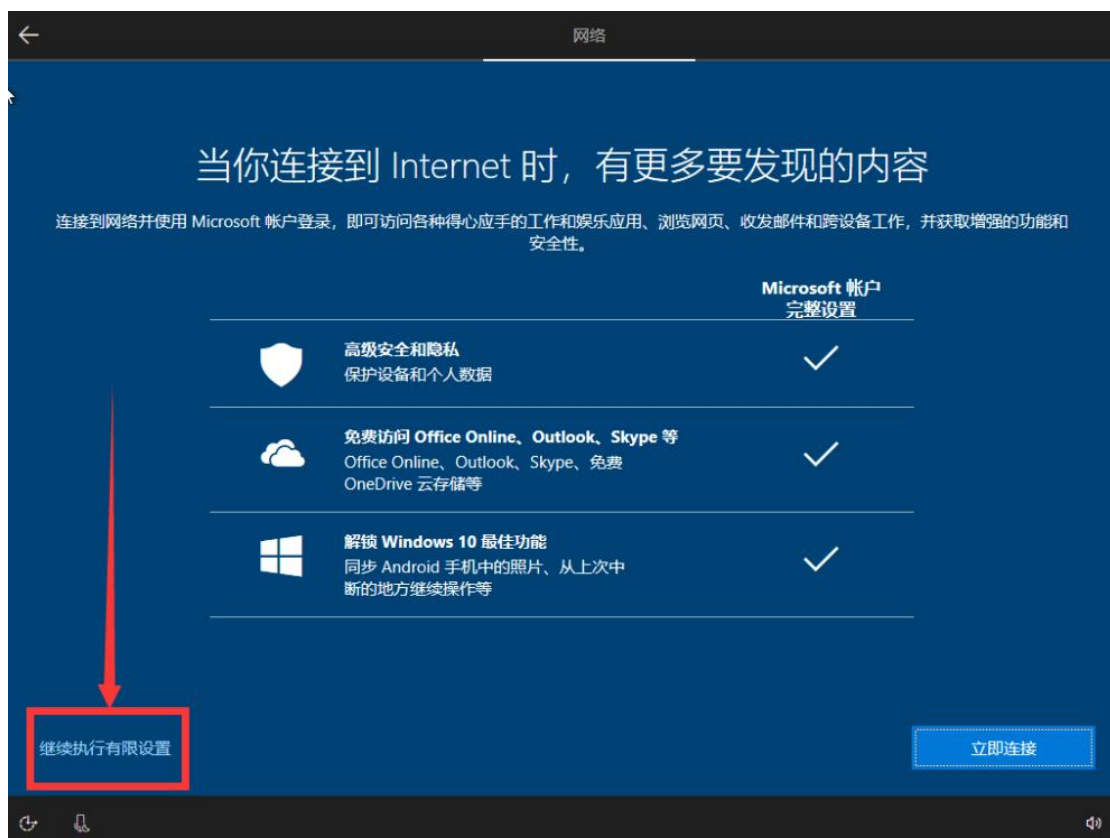 网络
当你连接到 Internet 时，有更多要发现的内容
连接到网络并使用 Microsoft 帐户登录，即可访问各种得心应手的工作和娱乐应用、浏览网页、收发邮件和跨设备工作，并获取增强的功能和
安全性。
Microsoft 帐户
完整设置
高级安全和隐私
保护设备和个人数据
免费访问 Office Online、Outlook、Skype 等
Office Online、Outlook、Skype、免费
OneDrive 云存储等
解锁 Windows 10 最佳功能
同步 Android 手机中的照片、从上次中
断的地方继续操作等
继续执行有限设置
立即连接